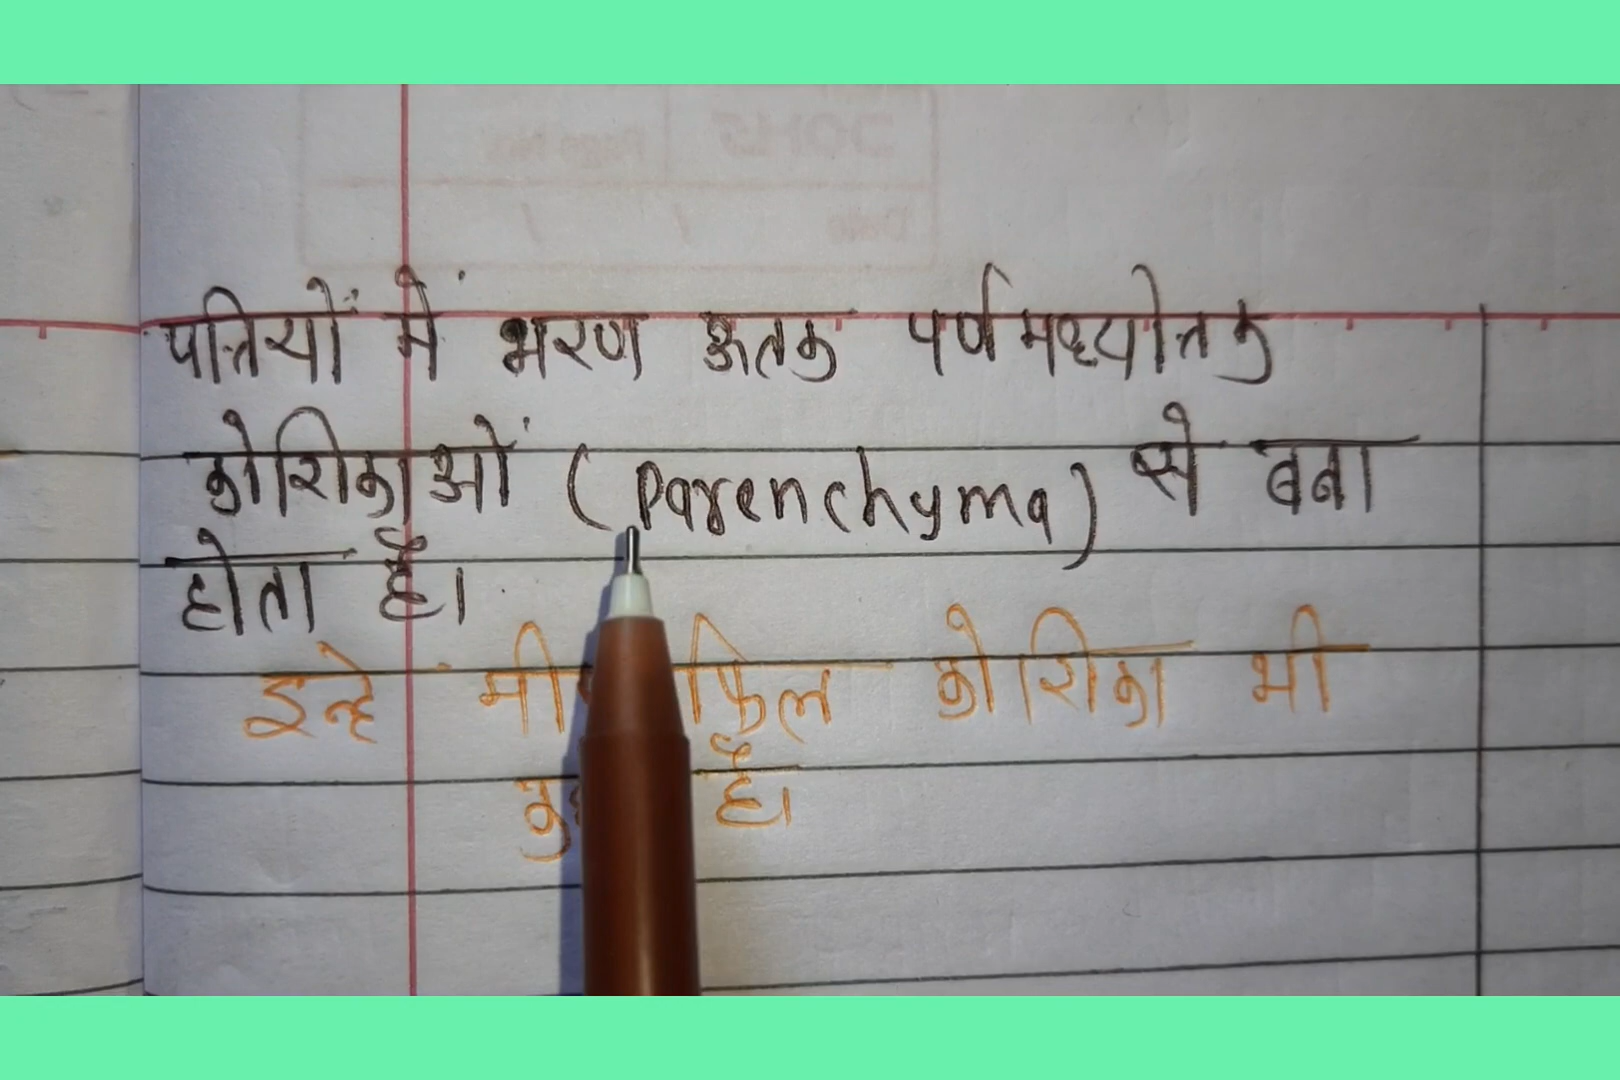 पत्तियों में भरण ऊतक पर्णमध्योत्तक
कोशिकाओं (Parenchyma) से बना
होता है।
इन्हे कोशिका भी
है।